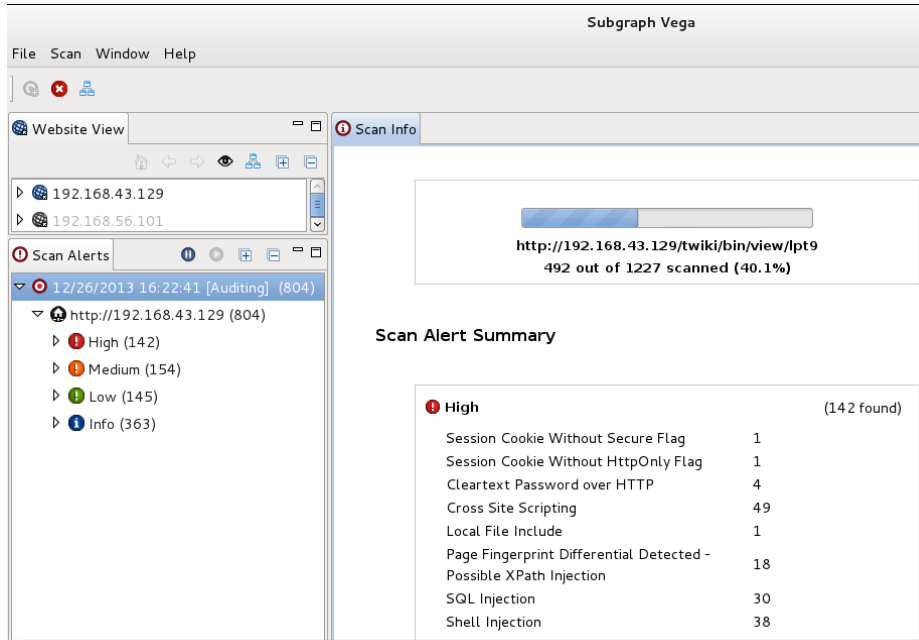 Subgraph Vega
File Scan Window Help
Website View
Scan Info
192.168.43.129
192.168.56.101
http://192.168.43.129/twiki/bin/view/lpt9
492 out of 1227 scanned (40.1%)
Scan Alerts
12/26/2013 16:22:41 [Auditing] (804)
http://192.168.43.129 (804)
High (142)
Medium (154)
Low (145)
Info (363)
Scan Alert Summary
High (142 found)
Session Cookie Without Secure Flag 1
Session Cookie Without HttpOnly Flag 1
Cleartext Password over HTTP 4
Cross Site Scripting 49
Local File Include 1
Page Fingerprint Differential Detected -
Possible XPath Injection 18
SQL Injection 30
Shell Injection 38